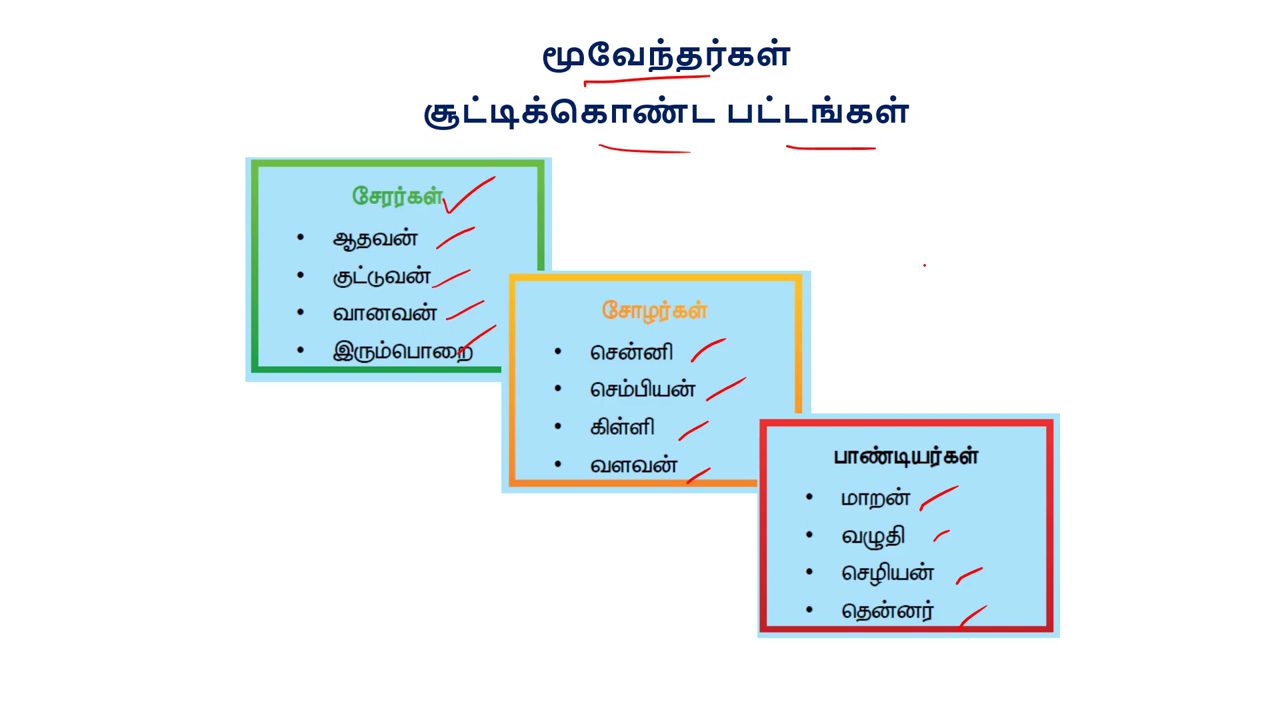 மூவேந்தர்கள்
சூட்டிக்கொண்ட பட்டங்கள்
சேரர்கள்
• ஆதவன்
• குட்டுவன்
• வானவன்
• இரும்பொறை
சோழர்கள்
• சென்னி
• செம்பியன்
• கிள்ளி
• வளவன்
பாண்டியர்கள்
• மாறன்
• வழுதி
• செழியன்
• தென்னர்